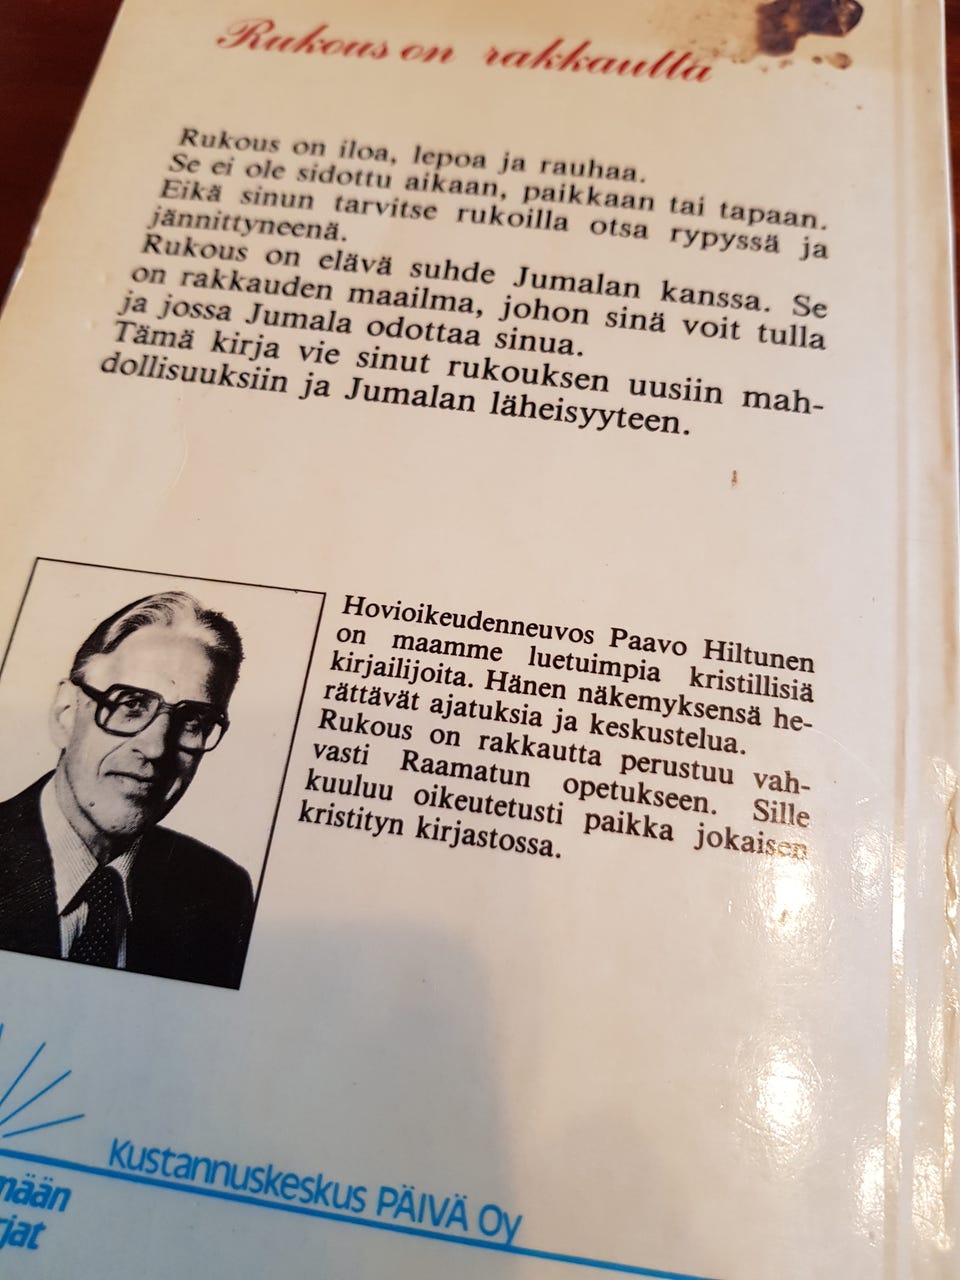 Rukous on rakkautta
Rukous on iloa, lepoa ja rauhaa.
Se ei ole sidottu aikaan, paikkaan tai tapaan.
Eikä sinun tarvitse rukoilla otsa rypyssä ja
jännittyneenä.
Rukous on elävä suhde Jumalan kanssa. Se
on rakkauden maailma, johon sinä voit tulla
ja jossa Jumala odottaa sinua.
Tämä kirja vie sinut rukouksen uusiin mah-
dollisuuksiin ja Jumalan läheisyyteen.
Hovioikeudenneuvos Paavo Hiltunen
on maamme luetuimpia kristillisiä
kirjailijoita. Hänen näkemyksensä he-
rättävät ajatuksia ja keskustelua.
Rukous on rakkautta perustuu vah-
vasti Raamatun opetukseen. Sille
kuuluu oikeutetusti paikka jokaisen
kristityn kirjastossa.
Kustannuskeskus PÄIVÄ Oy
mään
rjat